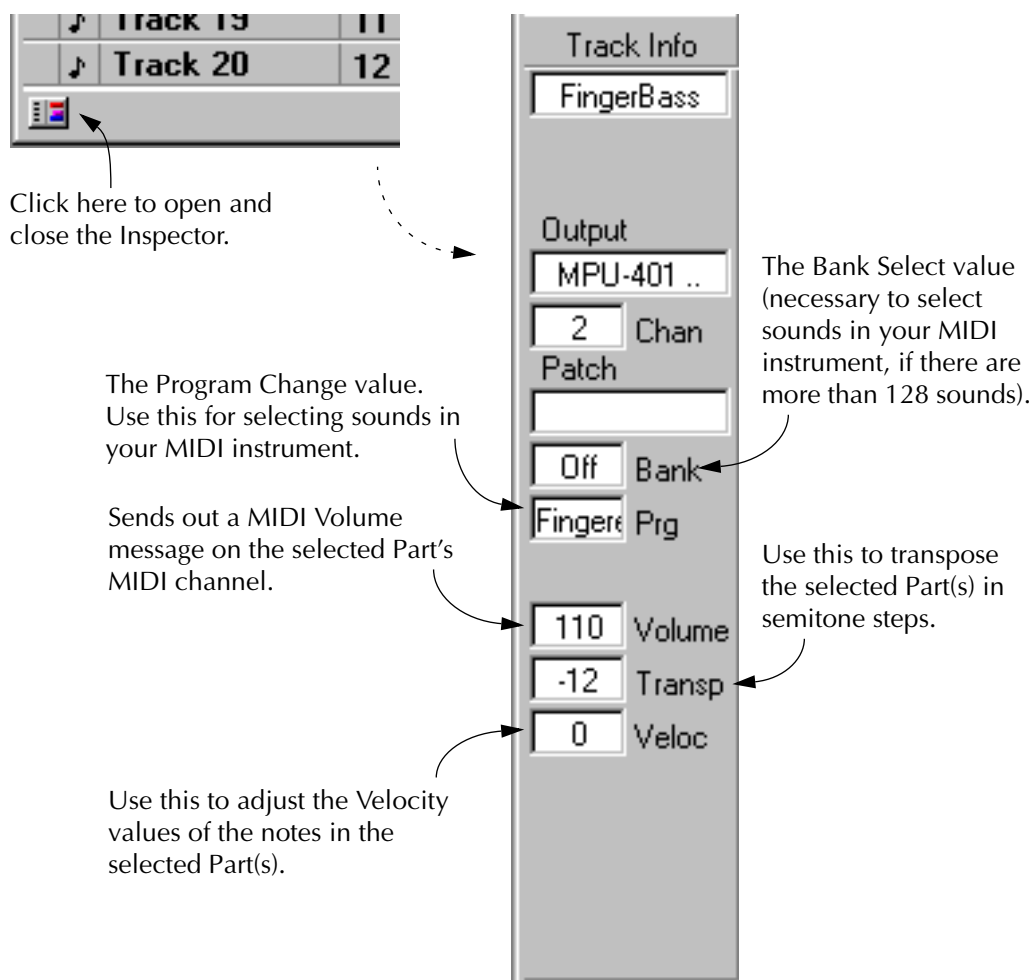 Track 19 11
Track 20 12
Click here to open and
close the Inspector.
Track Info
FingerBass
Output
MPU-401 ..
2 Chan
Patch
Off Bank
Fingere Prg
110 Volume
-12 Transp
0 Veloc
The Bank Select value
(necessary to select
sounds in your MIDI
instrument, if there are
more than 128 sounds).
The Program Change value.
Use this for selecting sounds in
your MIDI instrument.
Sends out a MIDI Volume
message on the selected Part's
MIDI channel.
Use this to transpose
the selected Part(s) in
semitone steps.
Use this to adjust the Velocity
values of the notes in the
selected Part(s).